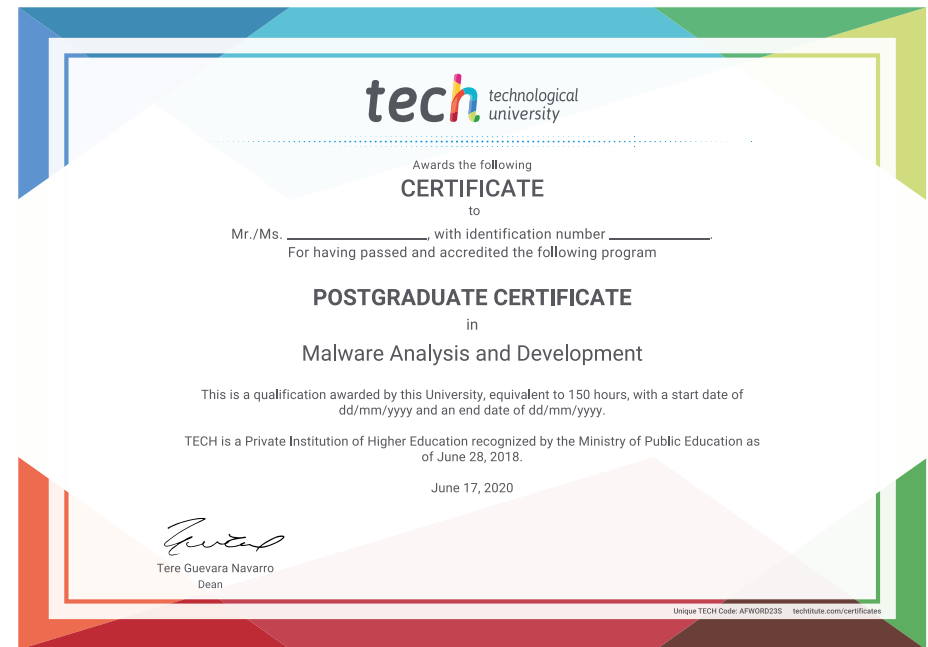 tech technological
university
Awards the following
CERTIFICATE
to
Mr./Ms. ____________________, with identification number ______________.
For having passed and accredited the following program
POSTGRADUATE CERTIFICATE
in
Malware Analysis and Development
This is a qualification awarded by this University, equivalent to 150 hours, with a start date of
dd/mm/yyyy and an end date of dd/mm/yyyy.
TECH is a Private Institution of Higher Education recognized by the Ministry of Public Education as
of June 28, 2018.
June 17, 2020
Tere Guevara Navarro
Dean
Unique TECH Code: AFWORD23S techtitute.com/certificates